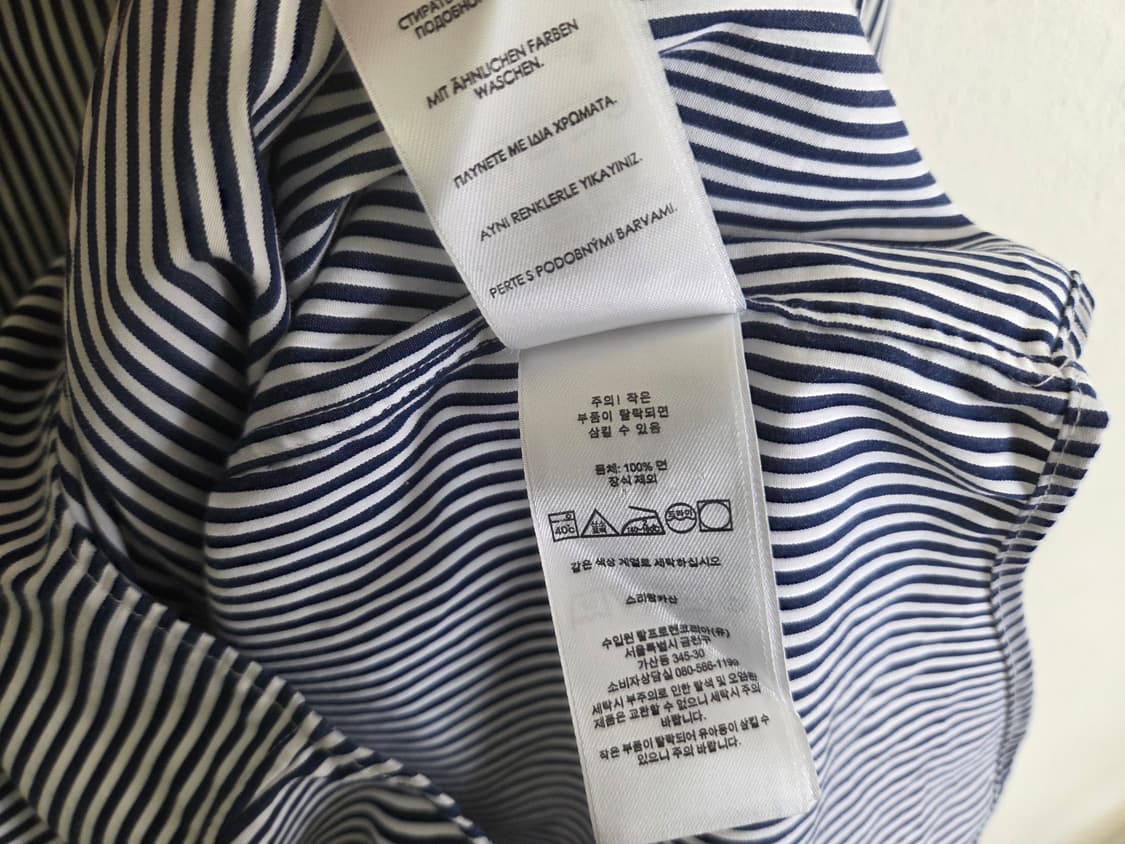 СТИРАТ
ПОДОБНО
MIT ÄHNLICHEN FARBEN
WASCHEN.
ΠΛΥΝΕΤΕ ΜΕ ΙΔΙΑ ΧΡΩΜΑΤΑ.
AYNI RENKLERLE YIKAYINIZ.
PERTE S PODOBNÝMI BARVAMI.
주의! 작은
부품이 탈락되면
삼킬 수 있음
몸체: 100% 면
장식 제외
40℃ 드라이
같은 색상 계열로 세탁하십시오
스리랑카산
수입원 랄프로렌코리아(유)
서울특별시 금천구
가산동 345-30
소비자상담실
세탁시 부주의로 인한 탈색 및 오염된
제품은 교환할 수 없으니 세탁시 주의
바랍니다.
작은 부품이 탈락되어 유아동이 삼킬 수
있으니 주의 바랍니다.